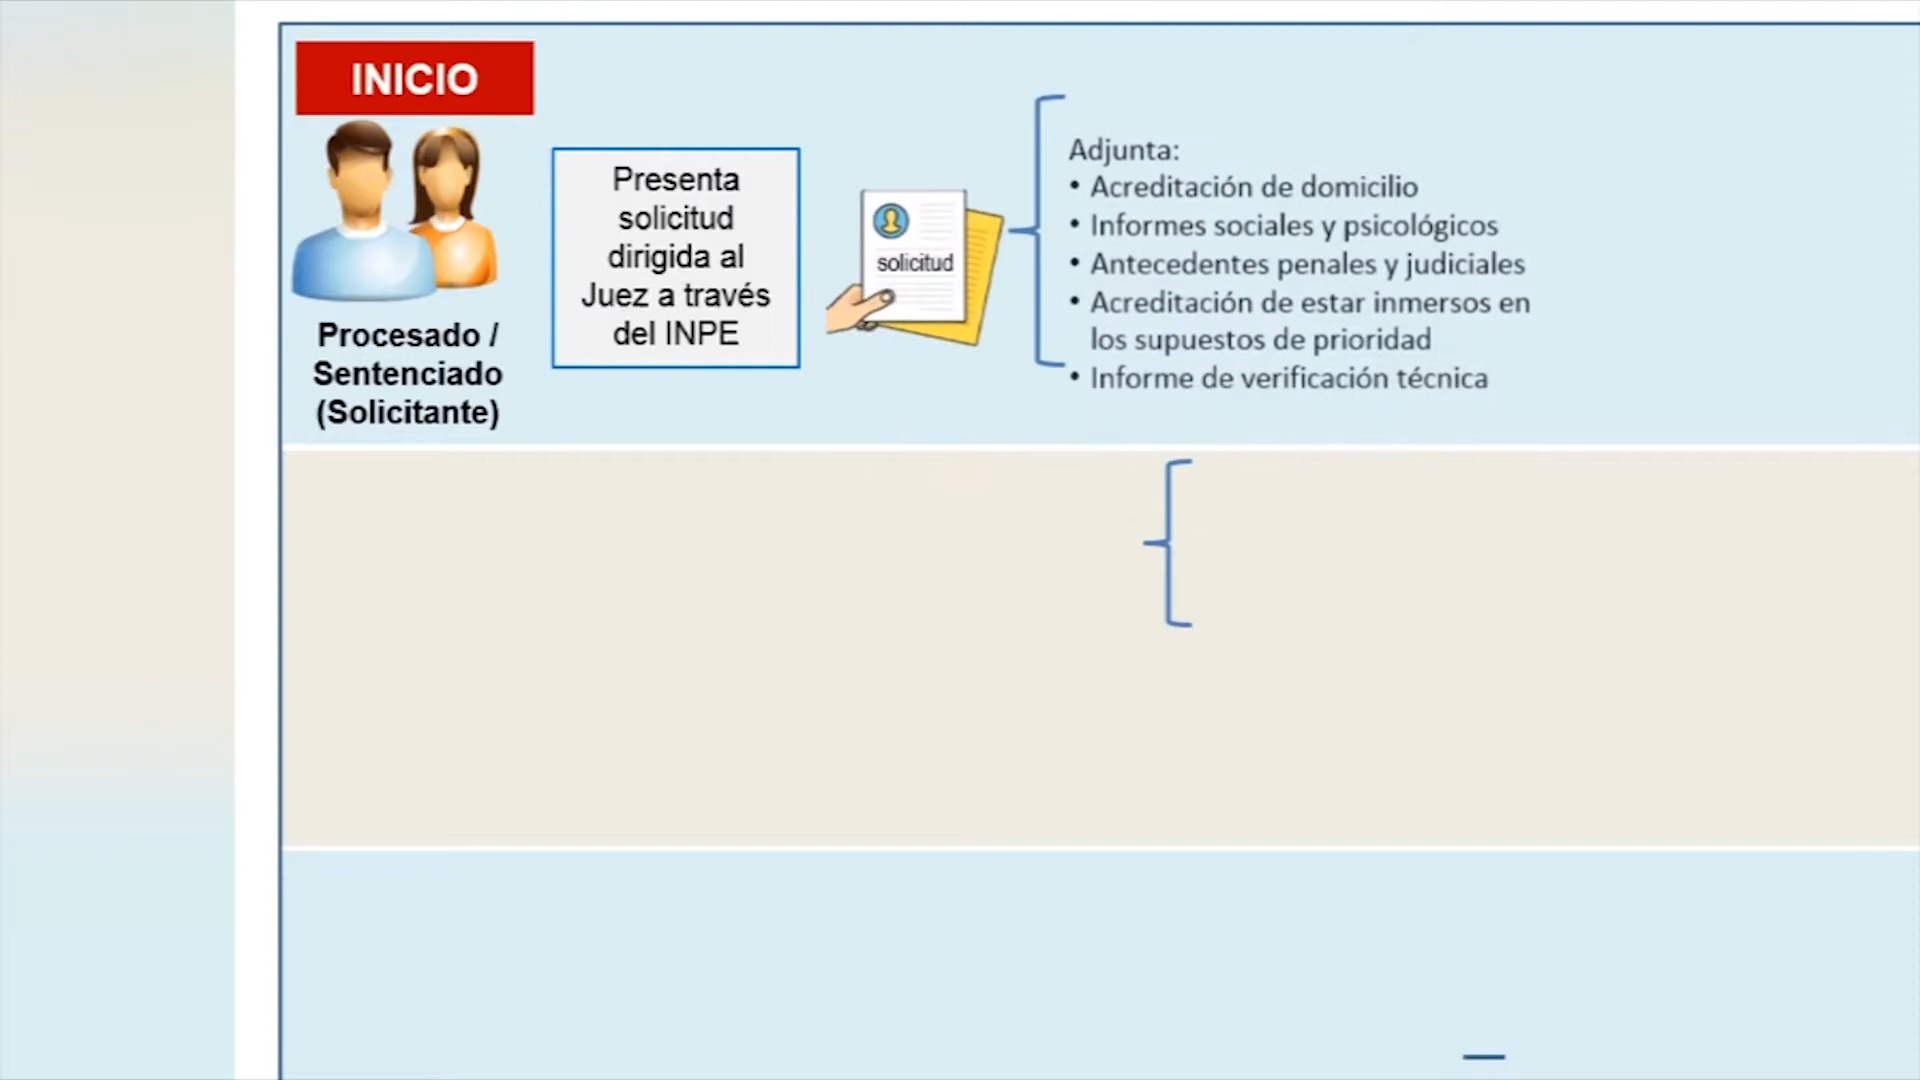 INICIO
Procesado /
Sentenciado
(Solicitante)
Presenta
solicitud
dirigida al
Juez a través
del INPE
solicitud
Adjunta:
• Acreditación de domicilio
• Informes sociales y psicológicos
• Antecedentes penales y judiciales
• Acreditación de estar inmersos en
los supuestos de prioridad
• Informe de verificación técnica